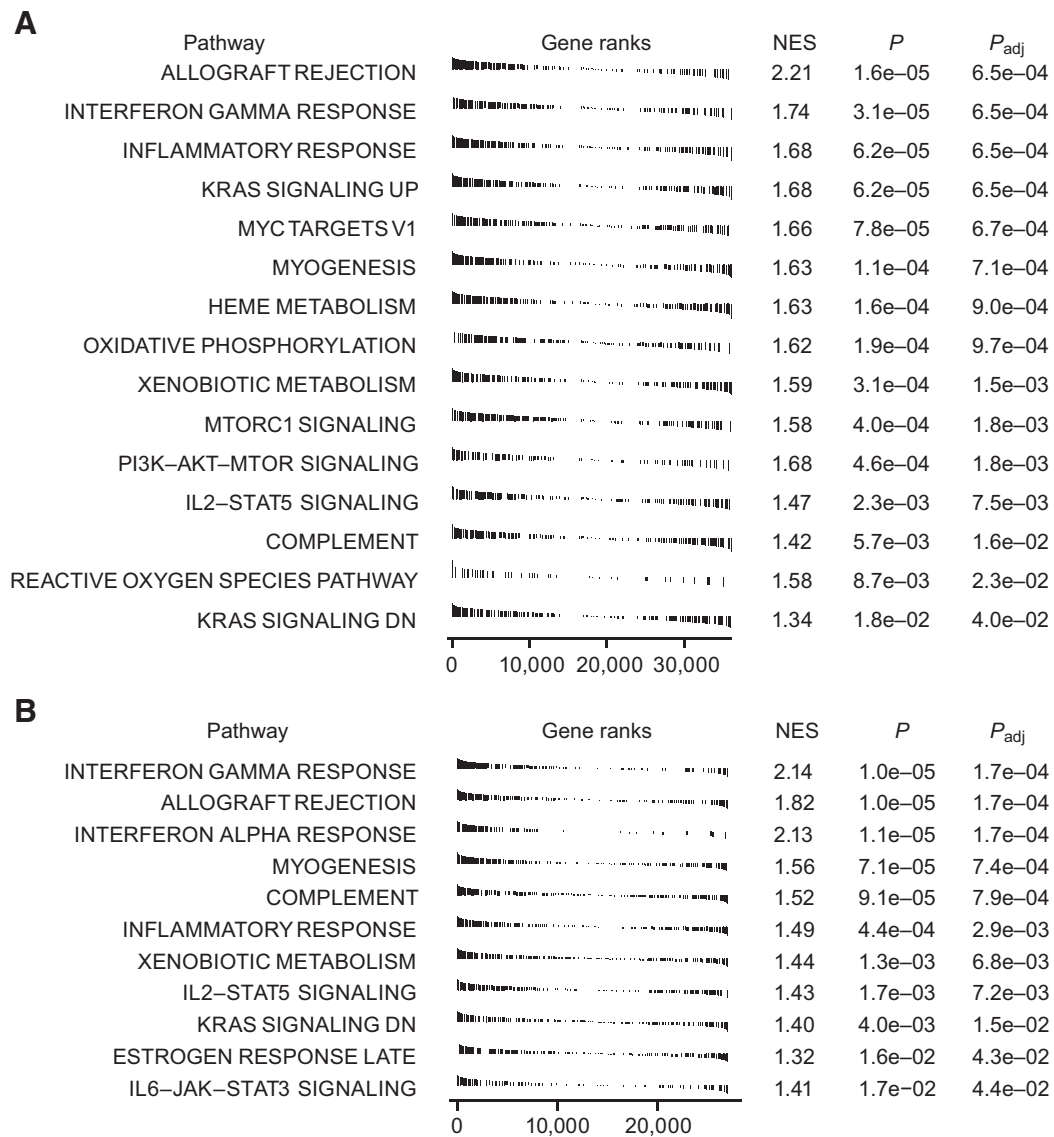 A
Pathway Gene ranks NES P Padj
ALLOGRAFT REJECTION 2.21 1.6e–05 6.5e–04
INTERFERON GAMMA RESPONSE 1.74 3.1e–05 6.5e–04
INFLAMMATORY RESPONSE 1.68 6.2e–05 6.5e–04
KRAS SIGNALING UP 1.68 6.2e–05 6.5e–04
MYC TARGETS V1 1.66 7.8e–05 6.7e–04
MYOGENESIS 1.63 1.1e–04 7.1e–04
HEME METABOLISM 1.63 1.6e–04 9.0e–04
OXIDATIVE PHOSPHORYLATION 1.62 1.9e–04 9.7e–04
XENOBIOTIC METABOLISM 1.59 3.1e–04 1.5e–03
MTORC1 SIGNALING 1.58 4.0e–04 1.8e–03
PI3K–AKT–MTOR SIGNALING 1.68 4.6e–04 1.8e–03
IL2–STAT5 SIGNALING 1.47 2.3e–03 7.5e–03
COMPLEMENT 1.42 5.7e–03 1.6e–02
REACTIVE OXYGEN SPECIES PATHWAY 1.58 8.7e–03 2.3e–02
KRAS SIGNALING DN 1.34 1.8e–02 4.0e–02
0 10,000 20,000 30,000
B
Pathway Gene ranks NES P Padj
INTERFERON GAMMA RESPONSE 2.14 1.0e–05 1.7e–04
ALLOGRAFT REJECTION 1.82 1.0e–05 1.7e–04
INTERFERON ALPHA RESPONSE 2.13 1.1e–05 1.7e–04
MYOGENESIS 1.56 7.1e–05 7.4e–04
COMPLEMENT 1.52 9.1e–05 7.9e–04
INFLAMMATORY RESPONSE 1.49 4.4e–04 2.9e–03
XENOBIOTIC METABOLISM 1.44 1.3e–03 6.8e–03
IL2–STAT5 SIGNALING 1.43 1.7e–03 7.2e–03
KRAS SIGNALING DN 1.40 4.0e–03 1.5e–02
ESTROGEN RESPONSE LATE 1.32 1.6e–02 4.3e–02
IL6–JAK–STAT3 SIGNALING 1.41 1.7e–02 4.4e–02
0 10,000 20,000